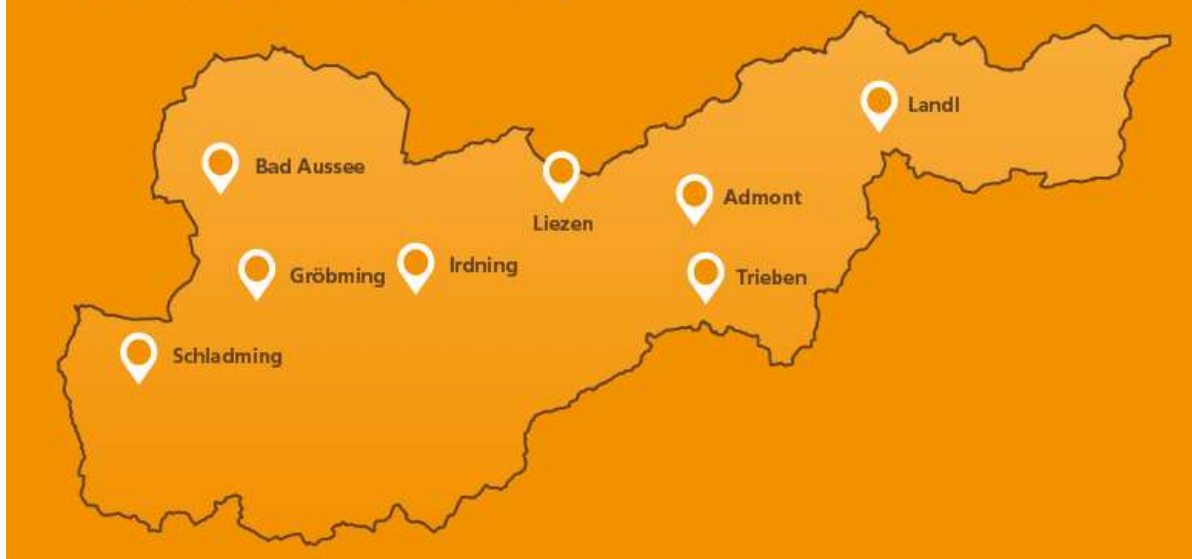 Landl
Bad Aussee
Admont
Liezen
Irdning
Gröbming
Trieben
Schladming